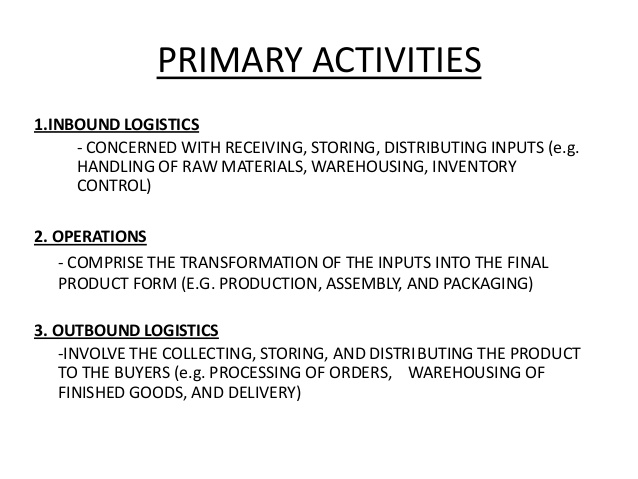 PRIMARY ACTIVITIES
1.INBOUND LOGISTICS
- CONCERNED WITH RECEIVING, STORING, DISTRIBUTING INPUTS (e.g.
HANDLING OF RAW MATERIALS, WAREHOUSING, INVENTORY
CONTROL)
2. OPERATIONS
- COMPRISE THE TRANSFORMATION OF THE INPUTS INTO THE FINAL
PRODUCT FORM (E.G. PRODUCTION, ASSEMBLY, AND PACKAGING)
3. OUTBOUND LOGISTICS
-INVOLVE THE COLLECTING, STORING, AND DISTRIBUTING THE PRODUCT
TO THE BUYERS (e.g. PROCESSING OF ORDERS, WAREHOUSING OF
FINISHED GOODS, AND DELIVERY)